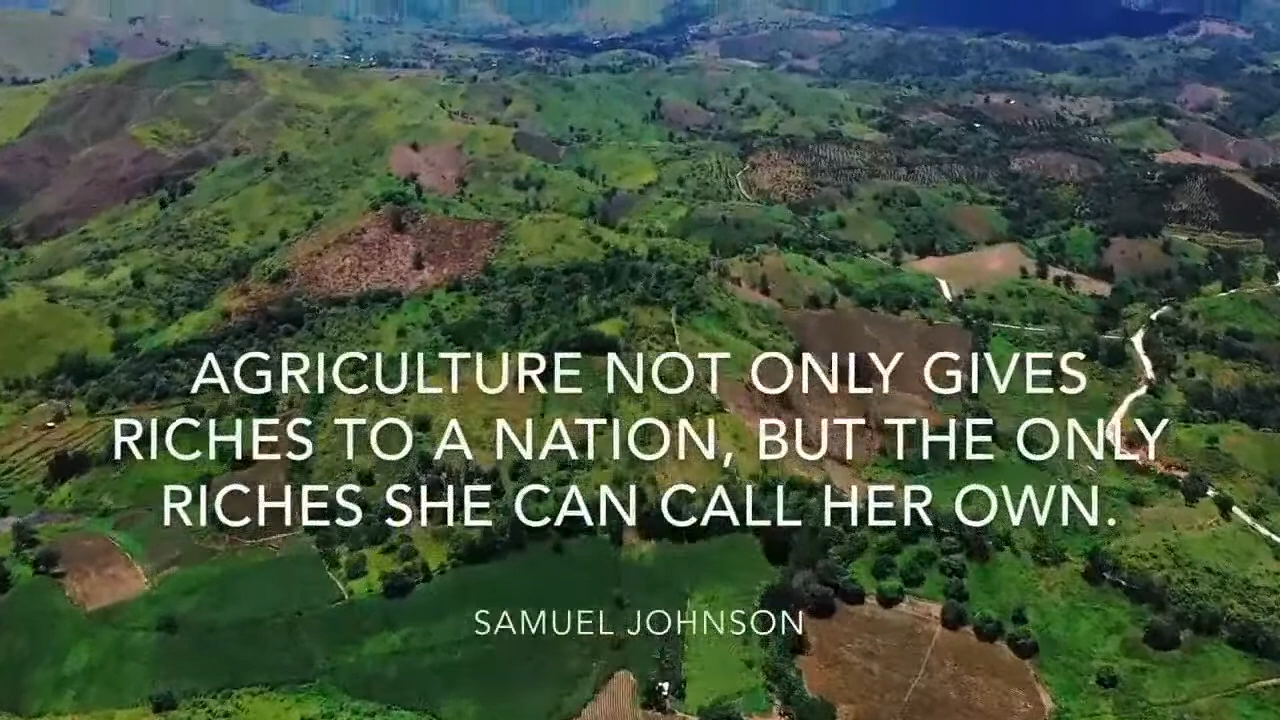 AGRICULTURE NOT ONLY GIVES
RICHES TO A NATION, BUT THE ONLY
RICHES SHE CAN CALL HER OWN.
SAMUEL JOHNSON